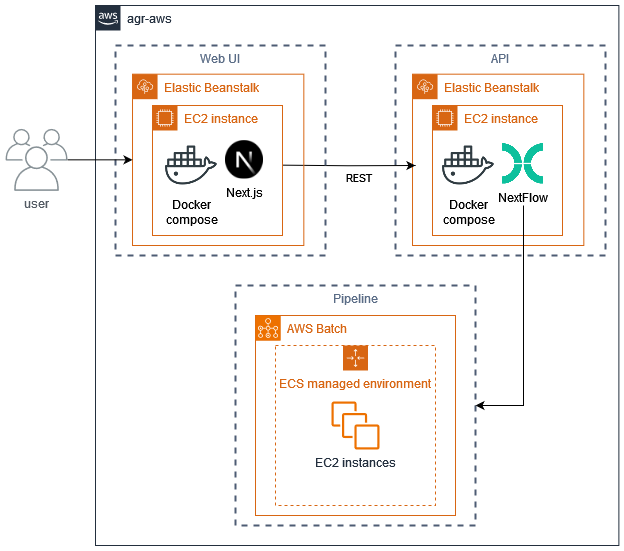 aws
agr-aws
Web UI
Elastic Beanstalk
EC2 instance
Docker
compose
Next.js
user
REST
API
Elastic Beanstalk
EC2 instance
Docker
compose
NextFlow
Pipeline
AWS Batch
ECS managed environment
EC2 instances